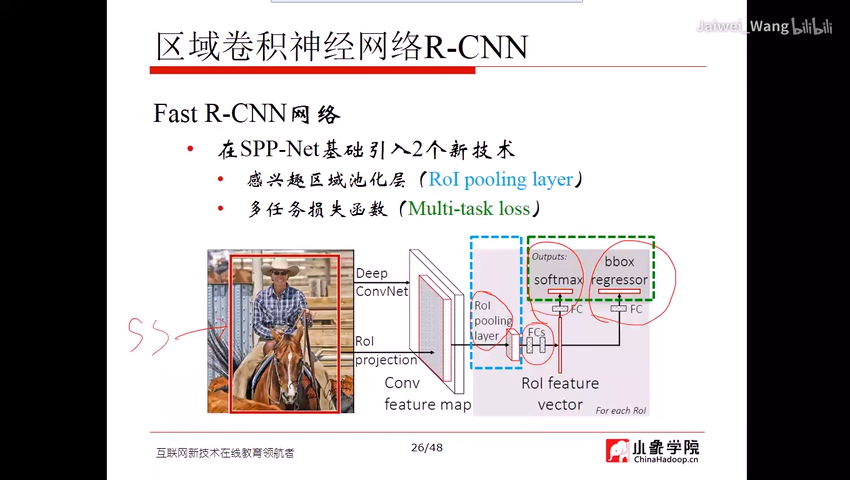 Jaiwei_Wang bilibili
区域卷积神经网络R-CNN
Fast R-CNN网络
• 在SPP-Net基础引入2个新技术
• 感兴趣区域池化层（RoI pooling layer）
• 多任务损失函数（Multi-task loss）
Outputs:
bbox
softmax
regressor
Deep
ConvNet
RoI
pooling
layer
FC
FC
FCs
SS
RoI
projection
Conv
feature map
RoI feature
vector
For each RoI
互联网新技术在线教育领航者
26/48
小象学院
ChinaHadoop.cn